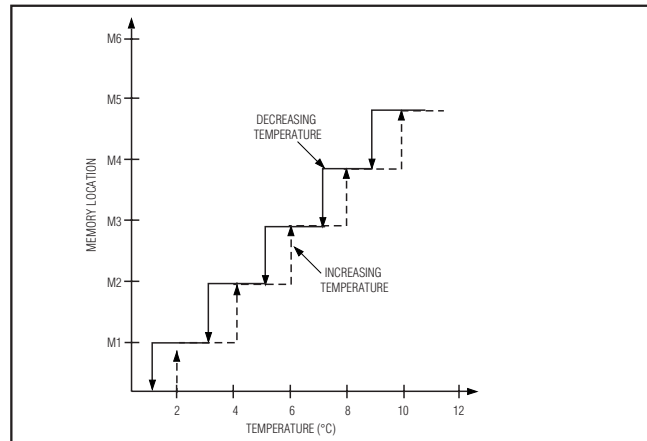 M6
M5
DECREASING
TEMPERATURE
M4
MEMORY LOCATION
M3
INCREASING
TEMPERATURE
M2
M1
2 4 6 8 10 12
TEMPERATURE (°C)